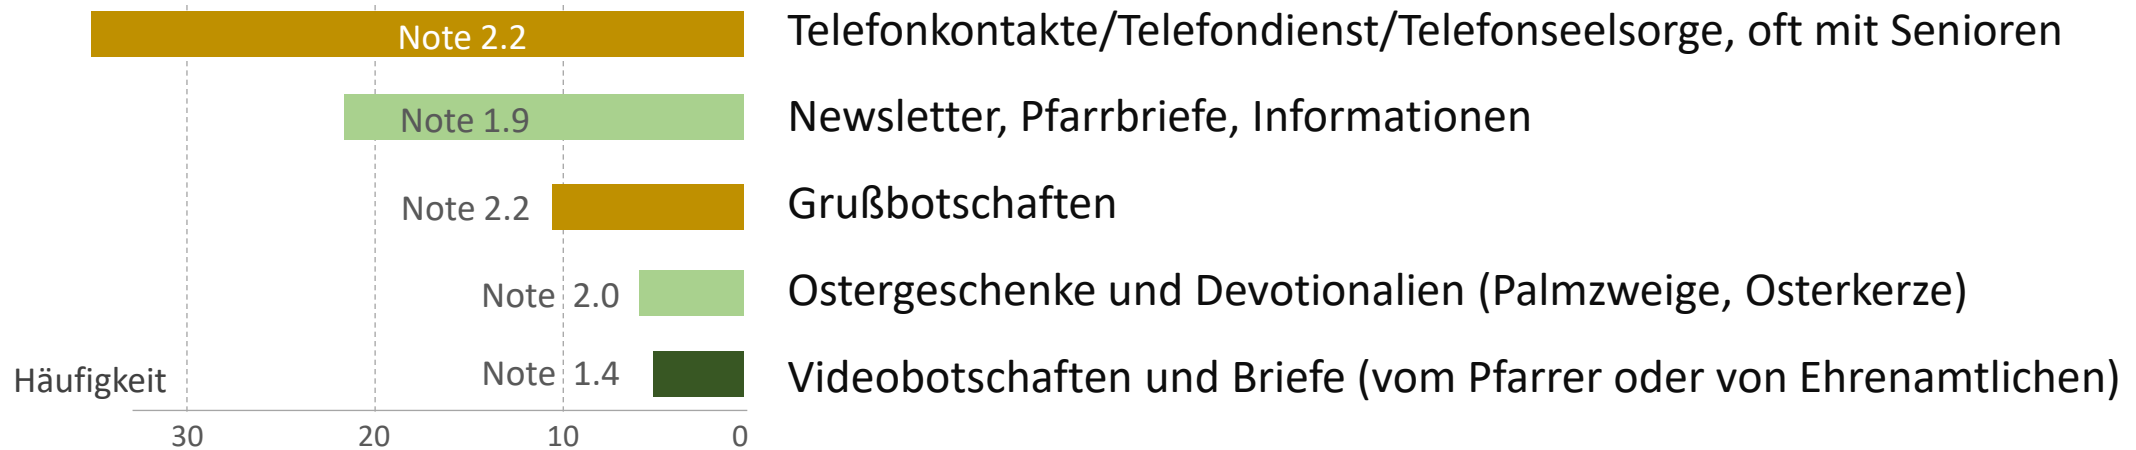 Note 2.2 Telefonkontakte/Telefondienst/Telefonseelsorge, oft mit Senioren
Note 1.9 Newsletter, Pfarrbriefe, Informationen
Note 2.2 Grußbotschaften
Note 2.0 Ostergeschenke und Devotionalien (Palmzweige, Osterkerze)
Häufigkeit Note 1.4 Videobotschaften und Briefe (vom Pfarrer oder von Ehrenamtlichen)
30 20 10 0